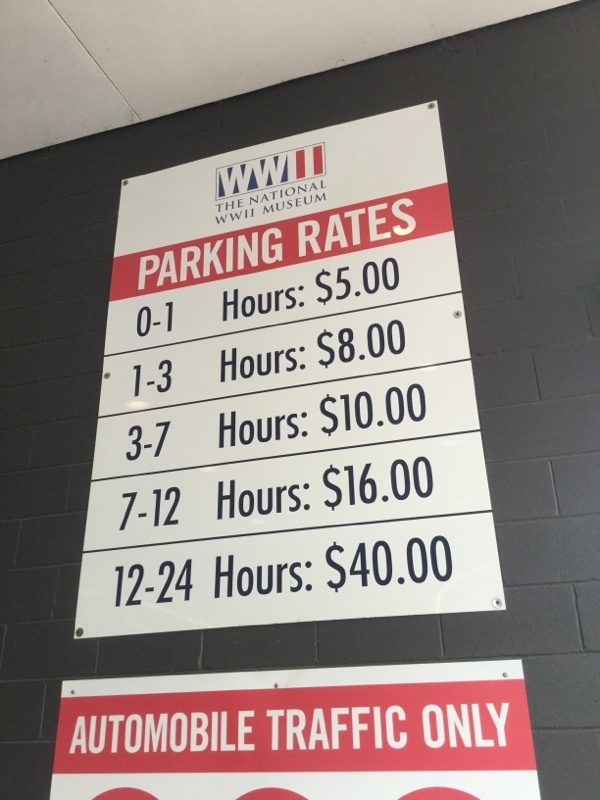 WWII
THE NATIONAL
WWII MUSEUM
PARKING RATES
0-1 Hours: $5.00
1-3 Hours: $8.00
3-7 Hours: $10.00
7-12 Hours: $16.00
12-24 Hours: $40.00
AUTOMOBILE TRAFFIC ONLY